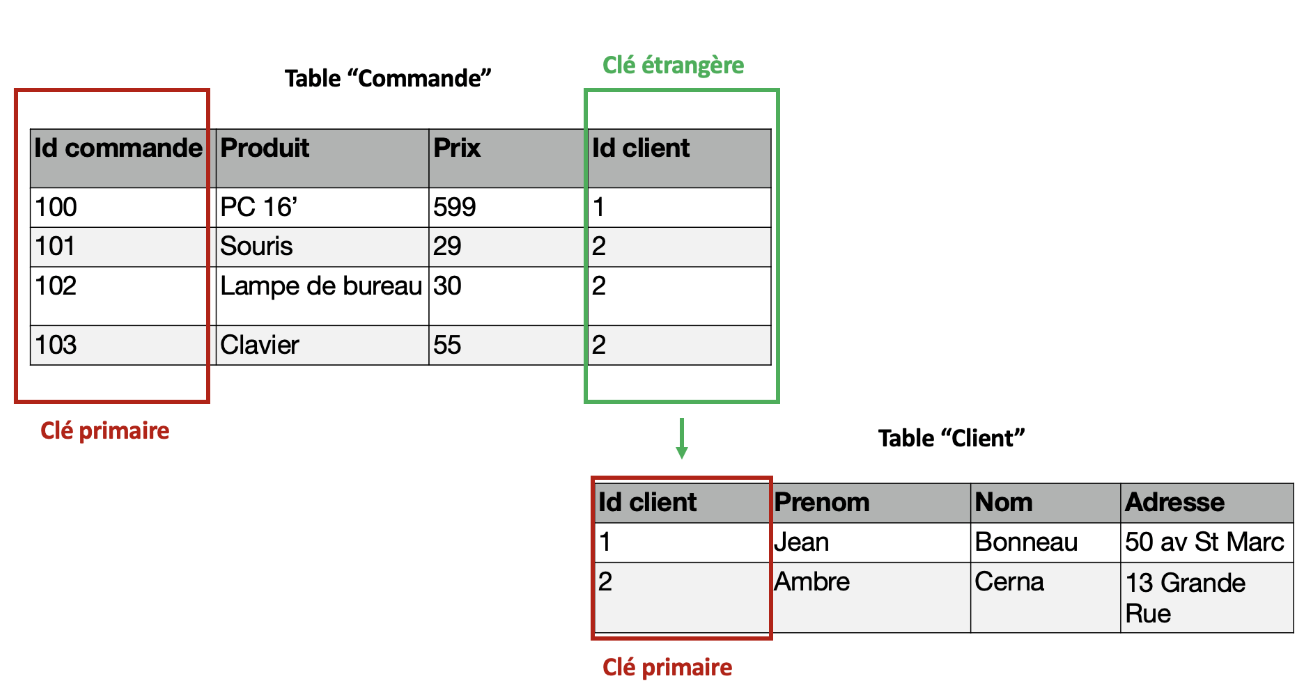 Clé étrangère
Table “Commande”
Id commande Produit Prix Id client
100 PC 16’ 599 1
101 Souris 29 2
102 Lampe de bureau 30 2
103 Clavier 55 2
Clé primaire
Table “Client”
Id client Prenom Nom Adresse
1 Jean Bonneau 50 av St Marc
2 Ambre Cerna 13 Grande
Rue
Clé primaire